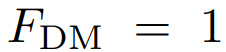 F_DM = 1